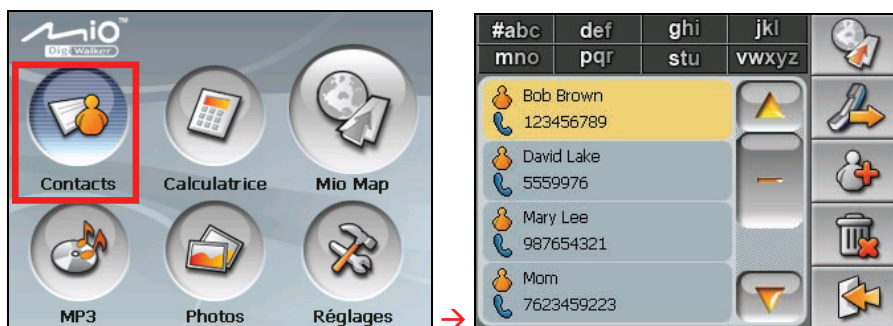 mio™
DigiWalker
Contacts Calculatrice Mio Map
MP3 Photos Réglages
→
#abc def ghi jkl
mno pqr stu vwxyz
Bob Brown
123456789
David Lake
5559976
Mary Lee
987654321
Mom
7623459223